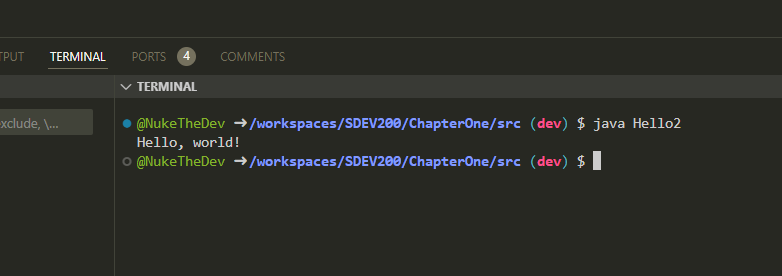 TPUT TERMINAL PORTS 4 COMMENTS
TERMINAL
exclude, \...
@NukeTheDev ➜/workspaces/SDEV200/ChapterOne/src (dev) $ java Hello2
Hello, world!
@NukeTheDev ➜/workspaces/SDEV200/ChapterOne/src (dev) $